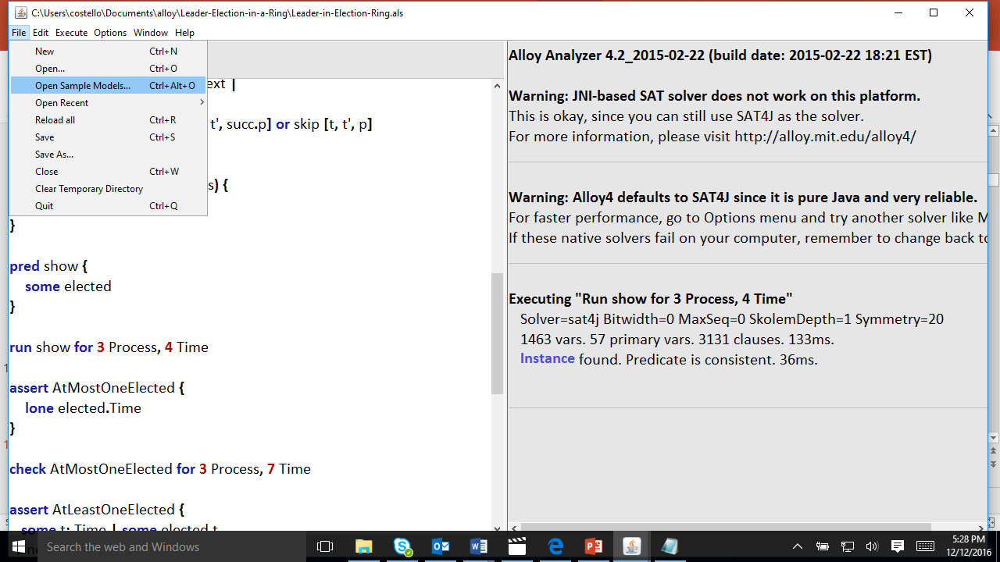 C:\Users\costello\Documents\alloy\Leader-Election-in-a-Ring\Leader-in-Election-Ring.als
File Edit Execute Options Window Help
New Ctrl+N
Open... Ctrl+O
Open Sample Models... Ctrl+Alt+O
Open Recent
Reload all Ctrl+R
Save Ctrl+S
Save As...
Close Ctrl+W
Clear Temporary Directory
Quit Ctrl+Q
ext |
t', succ.p] or skip [t, t', p]
s) {
}
pred show {
some elected
}
run show for 3 Process, 4 Time
assert AtMostOneElected {
lone elected.Time
}
check AtMostOneElected for 3 Process, 7 Time
assert AtLeastOneElected {
some t: Time | some elected.t
Alloy Analyzer 4.2_2015-02-22 (build date: 2015-02-22 18:21 EST)
Warning: JNI-based SAT solver does not work on this platform.
This is okay, since you can still use SAT4J as the solver.
For more information, please visit http://alloy.mit.edu/alloy4/
Warning: Alloy4 defaults to SAT4J since it is pure Java and very reliable.
For faster performance, go to Options menu and try another solver like M
If these native solvers fail on your computer, remember to change back to
Executing "Run show for 3 Process, 4 Time"
Solver=sat4j Bitwidth=0 MaxSeq=0 SkolemDepth=1 Symmetry=20
1463 vars. 57 primary vars. 3131 clauses. 133ms.
Instance found. Predicate is consistent. 36ms.
Search the web and Windows
5:28 PM
12/12/2016